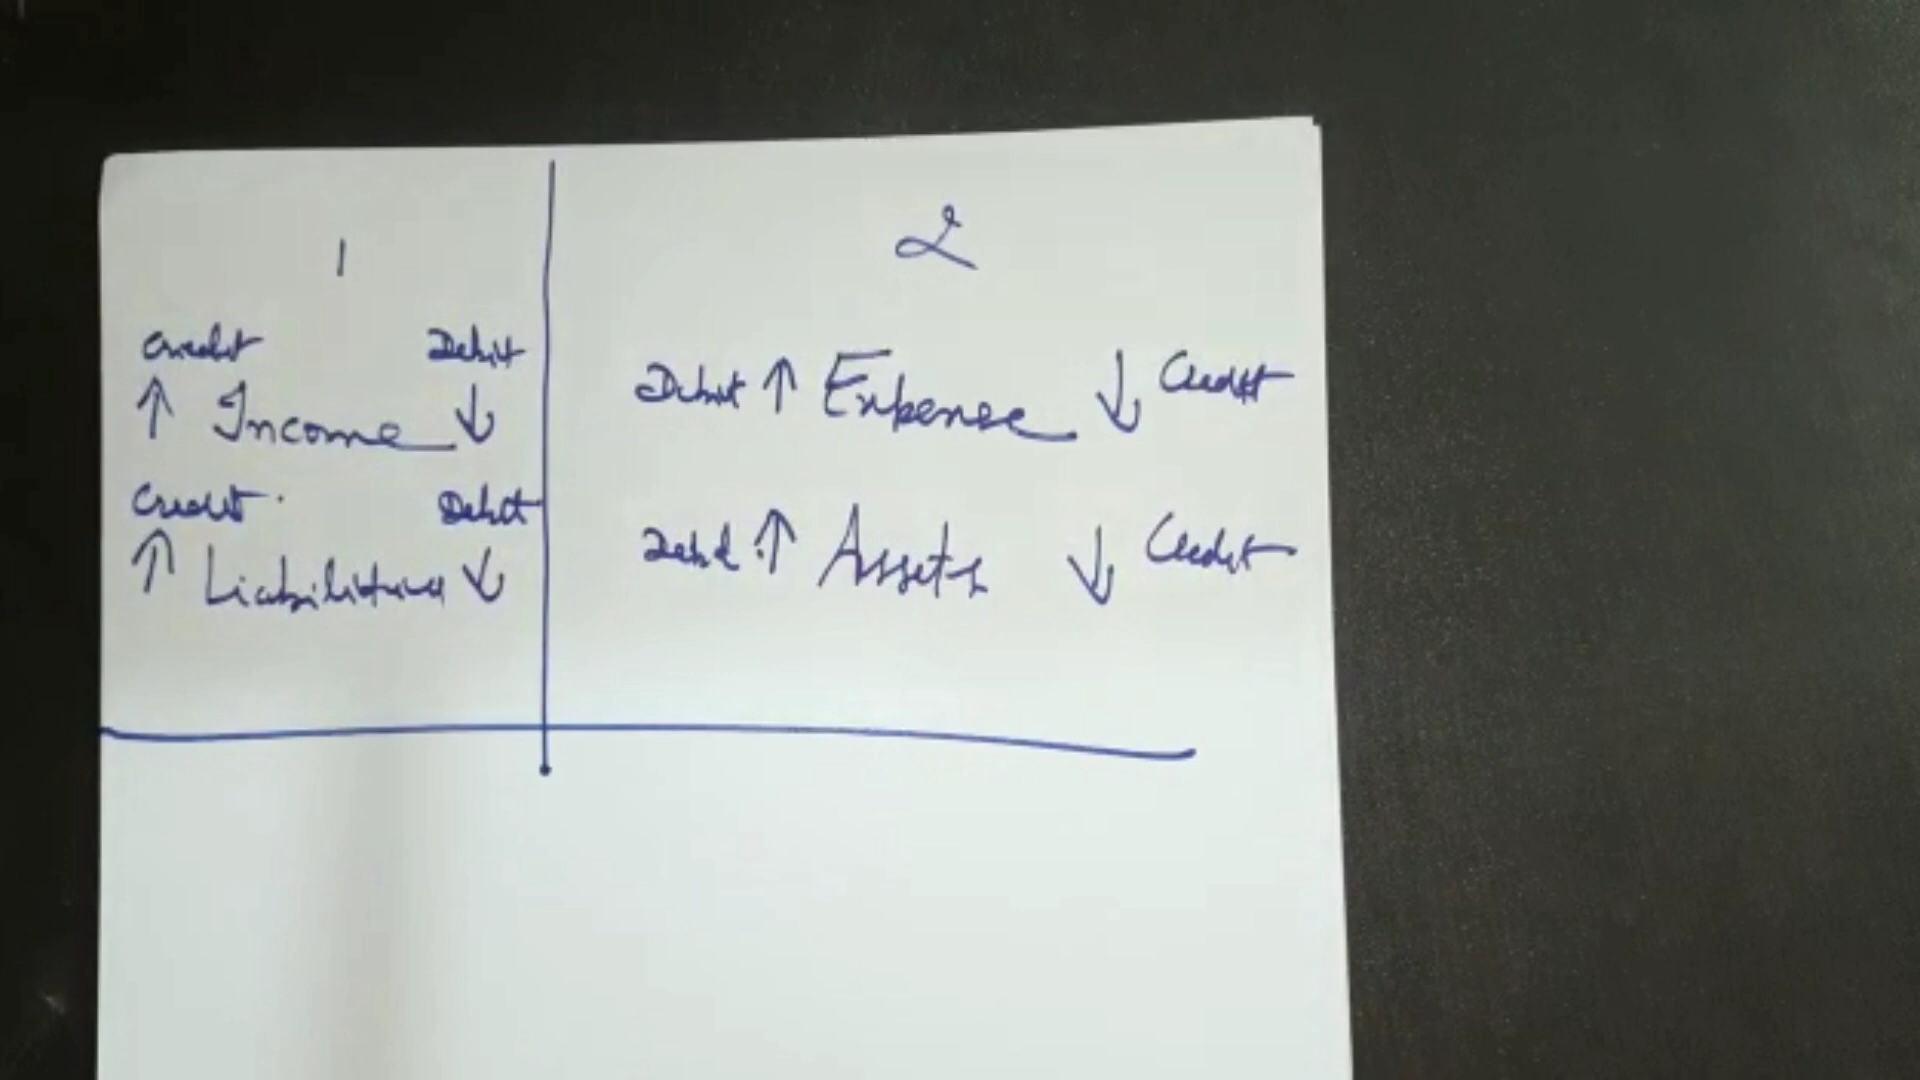 1
Credit Debit
↑ Income ↓
Credit Debit
↑ Liabilities ↓
2
Debit ↑ Expense ↓ Credit
Debit ↑ Assets ↓ Credit